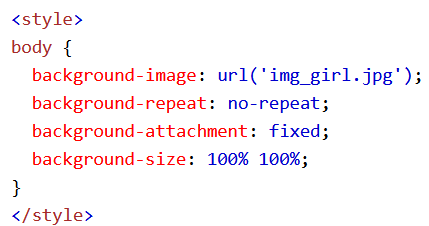 <style>
body {
  background-image: url('img_girl.jpg');
  background-repeat: no-repeat;
  background-attachment: fixed;
  background-size: 100% 100%;
}
</style>